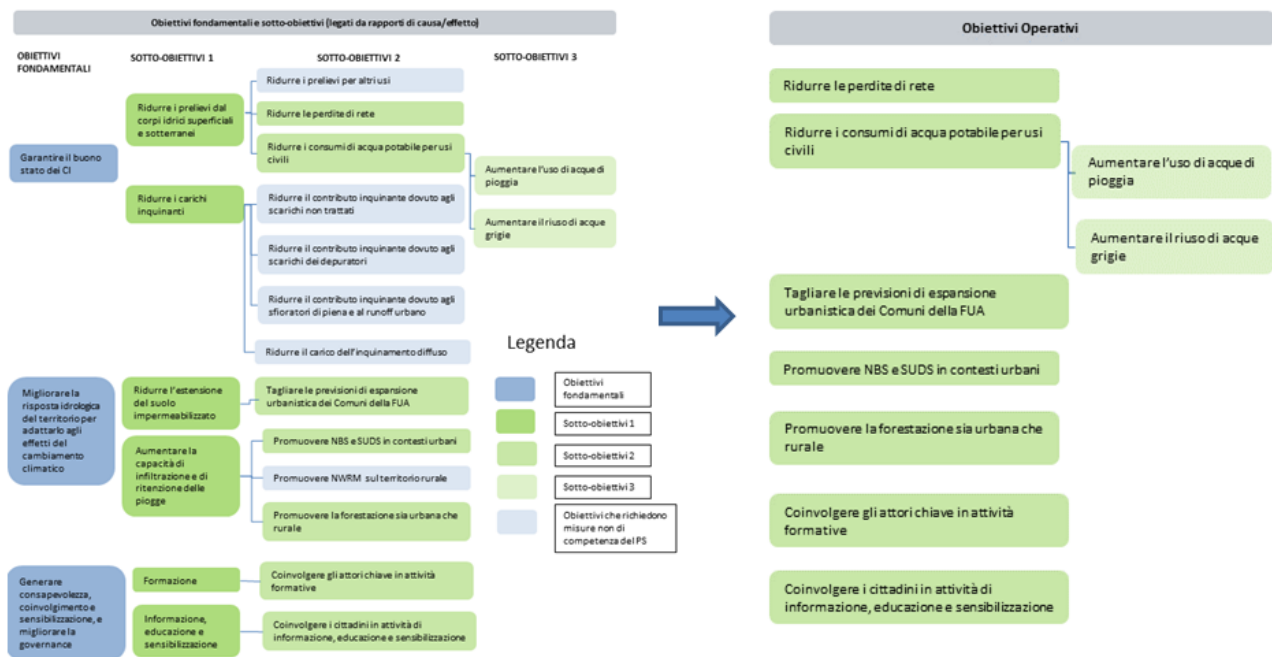 Obiettivi fondamentali e sotto-obiettivi (legati da rapporti di causa/effetto)
OBIETTIVI
FONDAMENTALI
SOTTO-OBIETTIVI 1
SOTTO-OBIETTIVI 2
SOTTO-OBIETTIVI 3
Garantire il buono
stato dei CI
Ridurre i prelievi dal
corpi idrici superficiali
e sotterranei
Ridurre i prelievi per altri usi
Ridurre le perdite di rete
Ridurre i consumi di acqua potabile per usi
civili
Aumentare l'uso di acque di
pioggia
Aumentare il riuso di acque
grigie
Ridurre i carichi
inquinanti
Ridurre il contributo inquinante dovuto agli
scarichi non trattati
Ridurre il contributo inquinante dovuto agli
scarichi dei depuratori
Ridurre il contributo inquinante dovuto agli
sfioratori di piena e al runoff urbano
Ridurre il carico dell'inquinamento diffuso
Migliorare la
risposta idrologica
del territorio per
adattarlo agli
effetti del
cambiamento
climatico
Ridurre l'estensione
del suolo
impermeabilizzato
Tagliare le previsioni di espansione
urbanistica dei Comuni della FUA
Aumentare la
capacità di
infiltrazione e di
ritenzione delle
piogge
Promuovere NBS e SUDS in contesti urbani
Promuovere NWRM sul territorio rurale
Promuovere la forestazione sia urbana che
rurale
Generare
consapevolezza,
coinvolgimento e
sensibilizzazione, e
migliorare la
governance
Formazione
Coinvolgere gli attori chiave in attività
formative
Informazione,
educazione e
sensibilizzazione
Coinvolgere i cittadini in attività di
informazione, educazione e sensibilizzazione
Legenda
Obiettivi
fondamentali
Sotto-obiettivi 1
Sotto-obiettivi 2
Sotto-obiettivi 3
Obiettivi che richiedono
misure non di
competenza del PS
Obiettivi Operativi
Ridurre le perdite di rete
Ridurre i consumi di acqua potabile per usi
civili
Aumentare l'uso di acque di
pioggia
Aumentare il riuso di acque
grigie
Tagliare le previsioni di espansione
urbanistica dei Comuni della FUA
Promuovere NBS e SUDS in contesti urbani
Promuovere la forestazione sia urbana che
rurale
Coinvolgere gli attori chiave in attività
formative
Coinvolgere i cittadini in attività di
informazione, educazione e sensibilizzazione